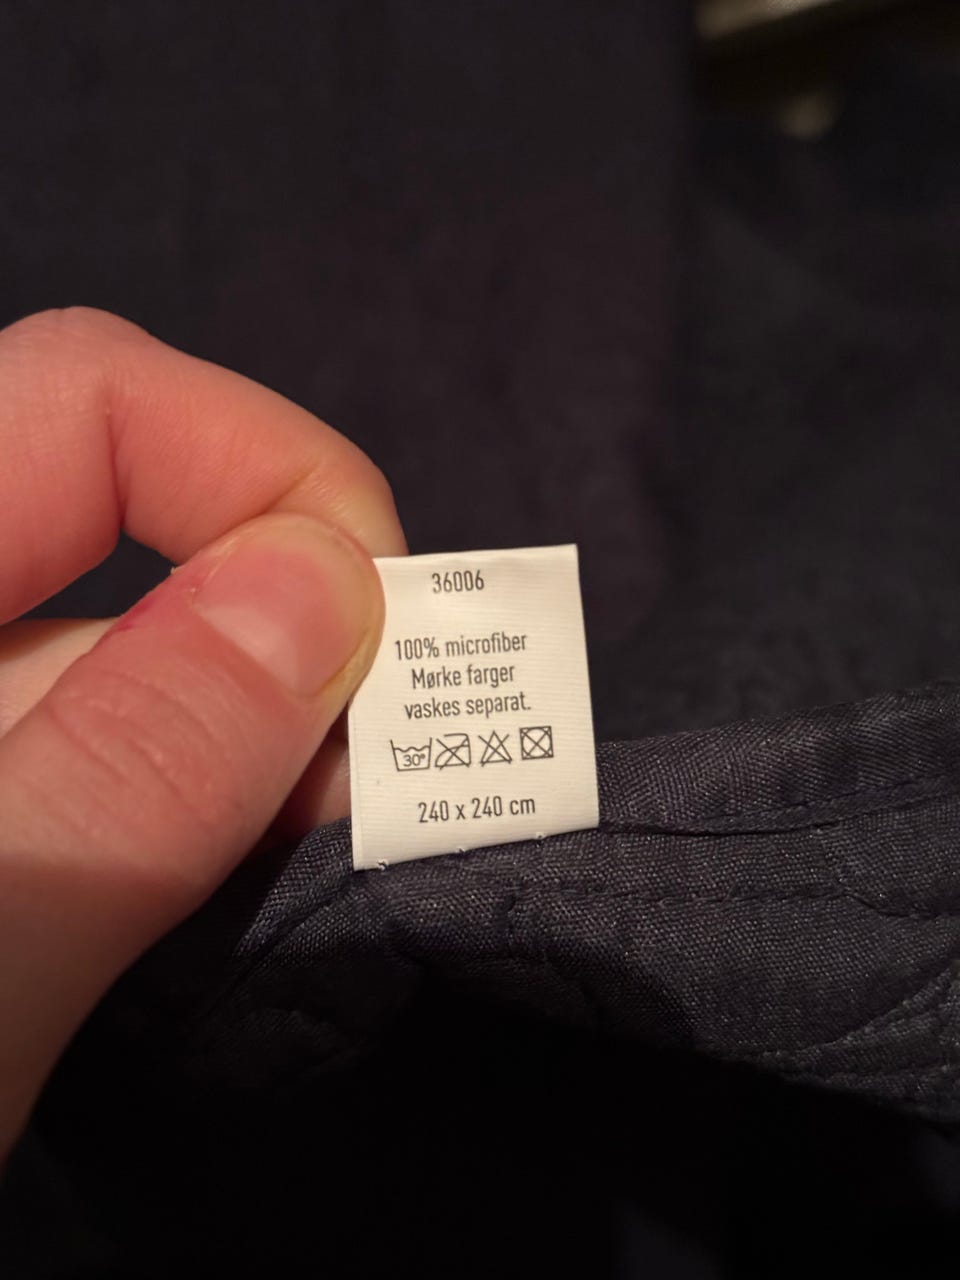 36006
100% microfiber
Mørke farger
vaskes separat.
30°
240 x 240 cm